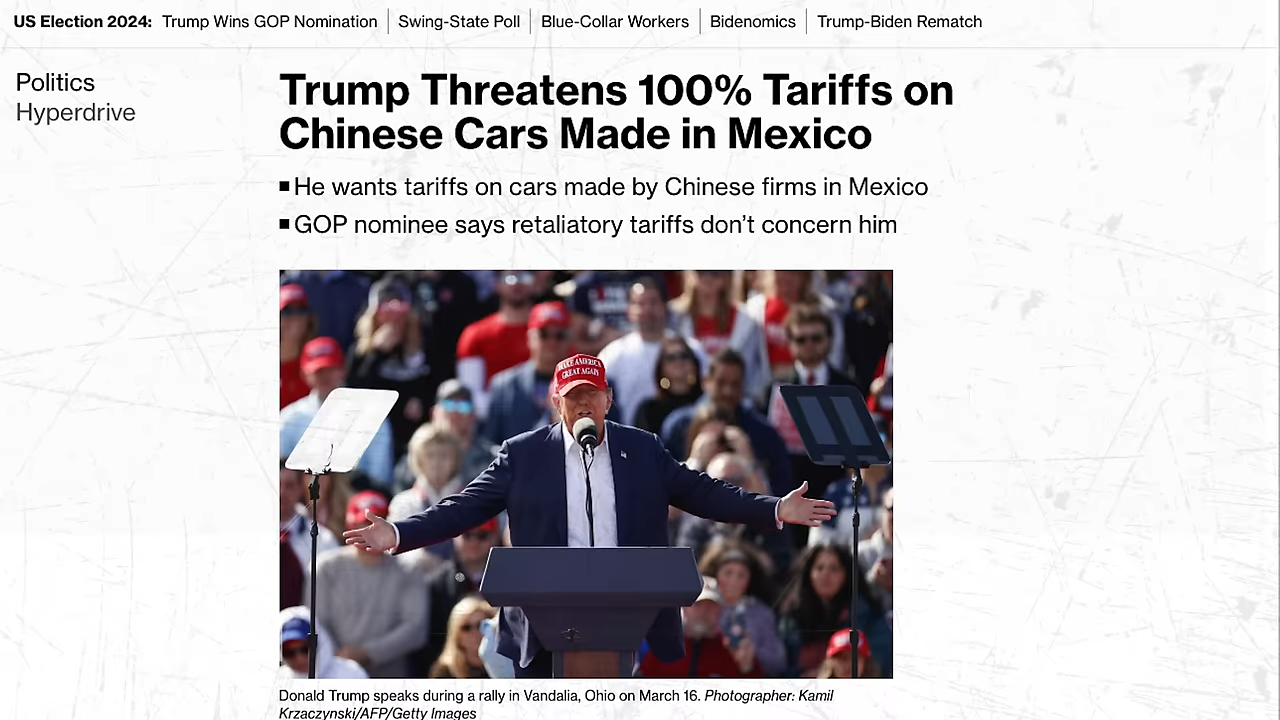 US Election 2024: Trump Wins GOP Nomination Swing-State Poll Blue-Collar Workers Bidenomics Trump-Biden Rematch
Politics
Hyperdrive
Trump Threatens 100% Tariffs on
Chinese Cars Made in Mexico
■ He wants tariffs on cars made by Chinese firms in Mexico
■ GOP nominee says retaliatory tariffs don’t concern him
MAKE AMERICA
GREAT AGAIN
Donald Trump speaks during a rally in Vandalia, Ohio on March 16. Photographer: Kamil
Krzaczynski/AFP/Getty Images